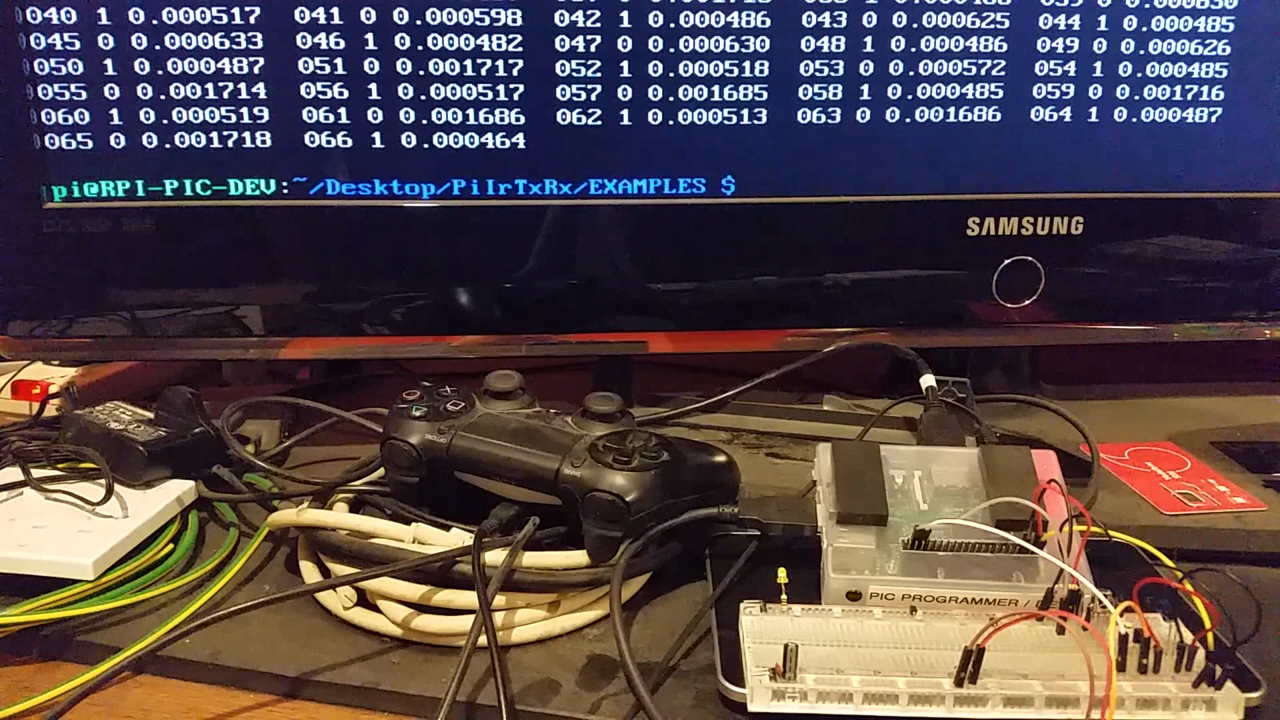 040 1 0.000517 041 0 0.000598 042 1 0.000486 043 0 0.000625 044 1 0.000485
045 0 0.000633 046 1 0.000482 047 0 0.000630 048 1 0.000486 049 0 0.000626
050 1 0.000487 051 0 0.001717 052 1 0.000518 053 0 0.000572 054 1 0.000485
055 0 0.001714 056 1 0.000517 057 0 0.001685 058 1 0.000485 059 0 0.001716
060 1 0.000519 061 0 0.001686 062 1 0.000513 063 0 0.001686 064 1 0.000487
065 0 0.001718 066 1 0.000464
pi@RPI-PIC-DEV:~/Desktop/PiIrTxRx/EXAMPLES $
SAMSUNG
PIC PROGRAMMER /